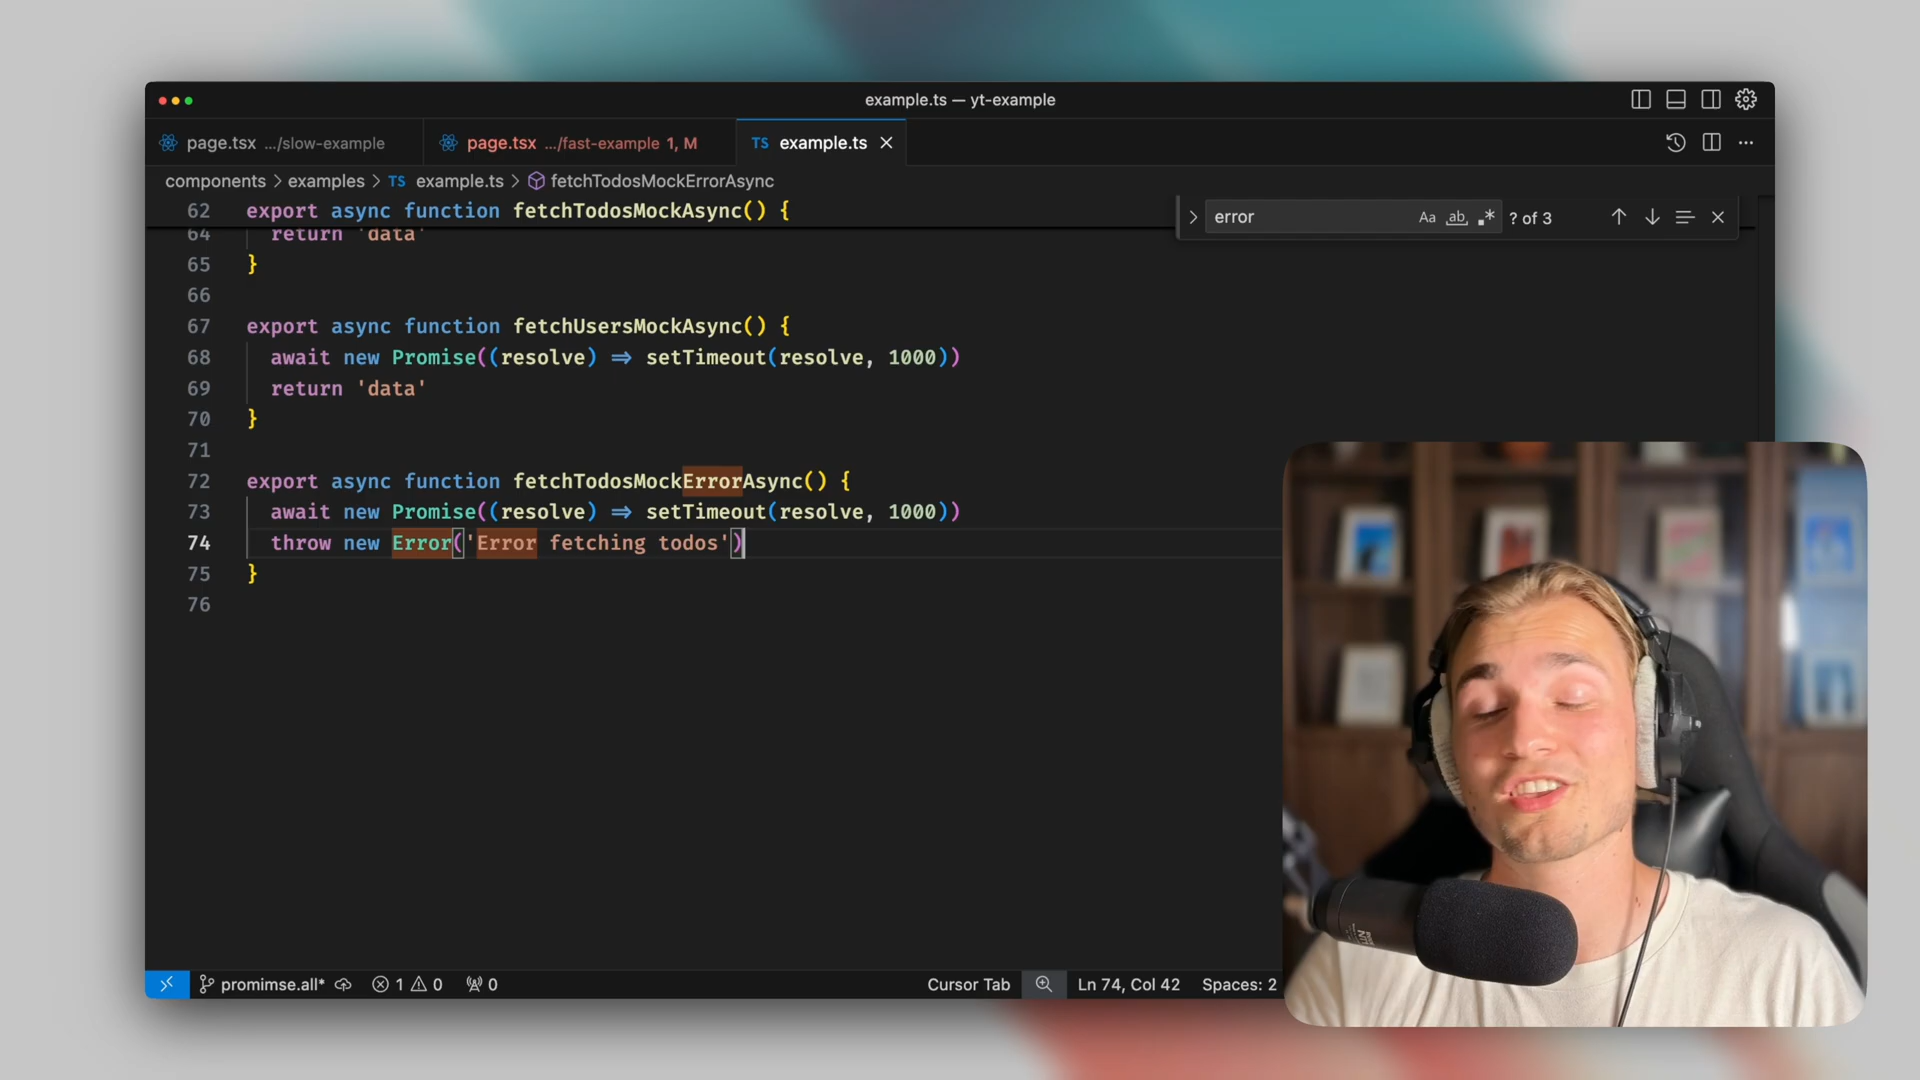 example.ts — yt-example
page.tsx .../slow-example
page.tsx .../fast-example 1, M
TS example.ts
components > examples > TS example.ts > fetchTodosMockErrorAsync
62 export async function fetchTodosMockAsync() {
error Aa ab .* ? of 3
64 return 'data'
65 }
66
67 export async function fetchUsersMockAsync() {
68 await new Promise((resolve) => setTimeout(resolve, 1000))
69 return 'data'
70 }
71
72 export async function fetchTodosMockErrorAsync() {
73 await new Promise((resolve) => setTimeout(resolve, 1000))
74 throw new Error('Error fetching todos')
75 }
76
promimse.all* 1 0 0 Cursor Tab Ln 74, Col 42 Spaces: 2